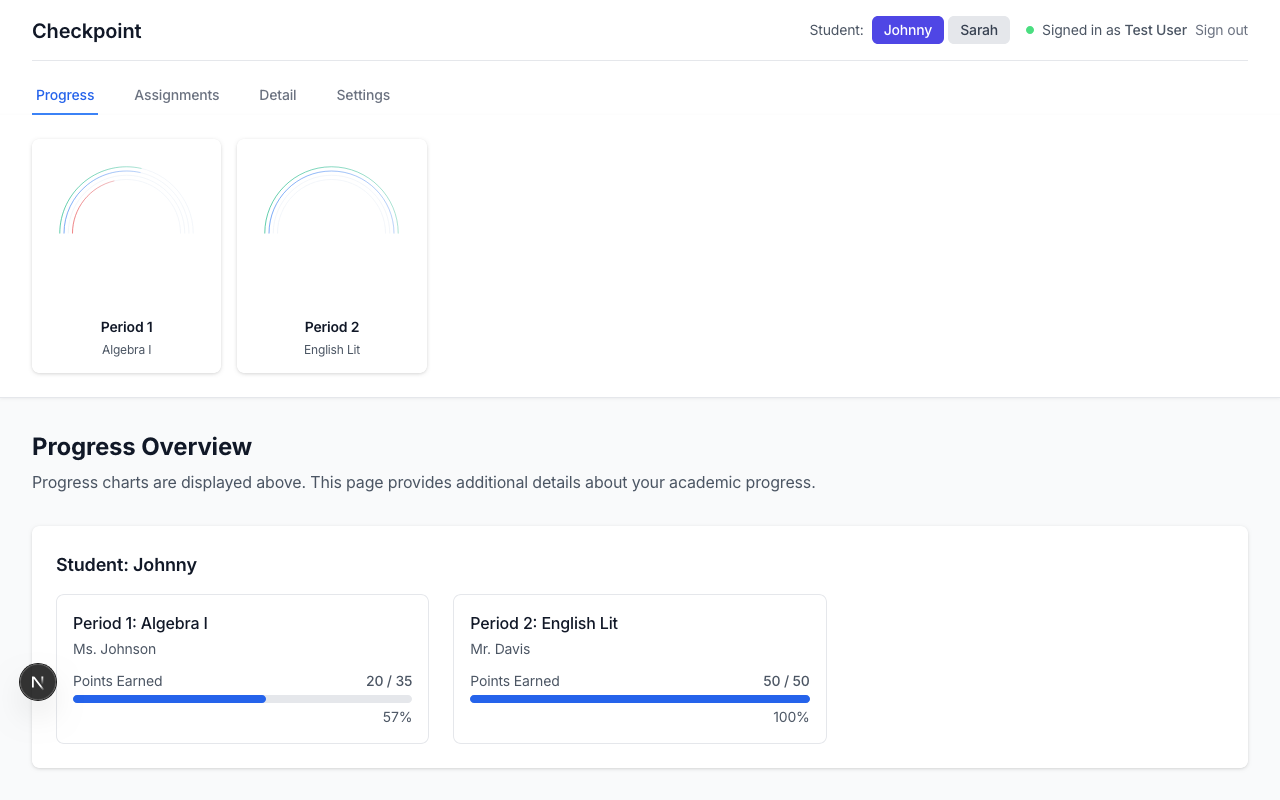 Checkpoint
Student: Johnny Sarah Signed in as Test User Sign out
Progress Assignments Detail Settings
Period 1
Algebra I
Period 2
English Lit
Progress Overview
Progress charts are displayed above. This page provides additional details about your academic progress.
Student: Johnny
Period 1: Algebra I
Ms. Johnson
Points Earned 20 / 35
57%
Period 2: English Lit
Mr. Davis
Points Earned 50 / 50
100%
N